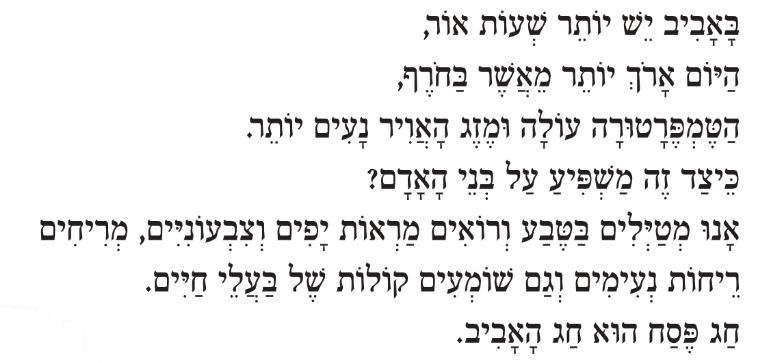 בָּאָבִיב יֵשׁ יוֹתֵר שְׁעוֹת אוֹר,
הַיּוֹם אָרֹךְ יוֹתֵר מֵאֲשֶׁר בַּחֹרֶף,
הַטֶּמְפֶּרָטוּרָה עוֹלָה וּמֶזֶג הָאֲוִיר נָעִים יוֹתֵר.
כֵּיצַד זֶה מַשְׁפִּיעַ עַל בְּנֵי הָאָדָם?
אָנוּ מְטַיְּלִים בַּטֶּבַע וְרוֹאִים מַרְאוֹת יָפִים וְצִבְעוֹנִיִּים, מְרִיחִים
רֵיחוֹת נְעִימִים וְגַם שׁוֹמְעִים קוֹלוֹת שֶׁל בַּעֲלֵי חַיִּים.
חַג פֶּסַח הוּא חַג הָאָבִיב.